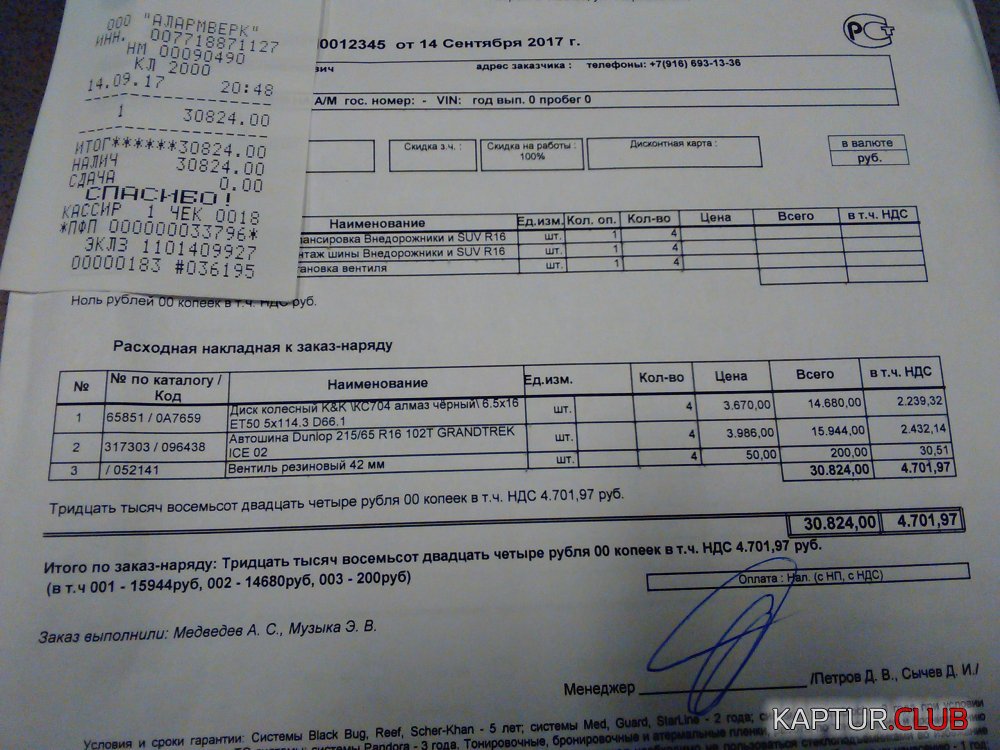 ООО "АЛАРМВЕРК"
ИНН. 007718871127
НМ 00090490
КЛ 2000
14.09.17 20:48
1 30824.00
ИТОГ******30824.00
НАЛИЧ 30824.00
СДАЧА 0.00
СПАСИБО!
КАССИР 1 ЧЕК 0018
*ПФП 000000033796*
ЭКЛЗ 1101409927
00000183 #036195
0012345 от 14 Сентября 2017 г.
РСТ
вич адрес заказчика : телефоны: +7(916) 693-13-36
А/М гос. номер: - VIN: год вып. 0 пробег 0
Скидка з.ч. : Скидка на работы : 100% Дисконтная карта : в валюте руб.
Наименование Ед.изм. Кол. оп. Кол-во Цена Всего в т.ч. НДС
лансировка Внедорожники и SUV R16 шт. 1 4
нтаж шины Внедорожники и SUV R16 шт. 1 4
тановка вентиля шт. 1 4
Ноль рублей 00 копеек в т.ч. НДС руб.
Расходная накладная к заказ-наряду
№ № по каталогу / Код Наименование Ед.изм. Кол-во Цена Всего в т.ч. НДС
1 65851 / 0A7659 Диск колесный K&K \КС704 алмаз чёрный\ 6.5x16 ET50 5x114.3 D66.1 шт. 4 3.670,00 14.680,00 2.239,32
2 317303 / 096438 Автошина Dunlop 215/65 R16 102T GRANDTREK ICE 02 шт. 4 3.986,00 15.944,00 2.432,14
3 / 052141 Вентиль резиновый 42 мм шт. 4 50,00 200,00 30,51
30.824,00 4.701,97
Тридцать тысяч восемьсот двадцать четыре рубля 00 копеек в т.ч. НДС 4.701,97 руб.
30.824,00 4.701,97
Итого по заказ-наряду: Тридцать тысяч восемьсот двадцать четыре рубля 00 копеек в т.ч. НДС 4.701,97 руб.
(в т.ч 001 - 15944руб, 002 - 14680руб, 003 - 200руб)
Оплата : Нал. (с НП, с НДС)
Заказ выполнили: Медведев А. С., Музыка Э. В.
Менеджер /Петров Д. В., Сычев Д. И./
KAPTUR.CLUB
Условия и сроки гарантии: Системы Black Bug, Reef, Scher-Khan - 5 лет; системы Med, Guard, StarLine - 2 года;
системы Pandora - 3 года. Тонировочные, бронировочные и